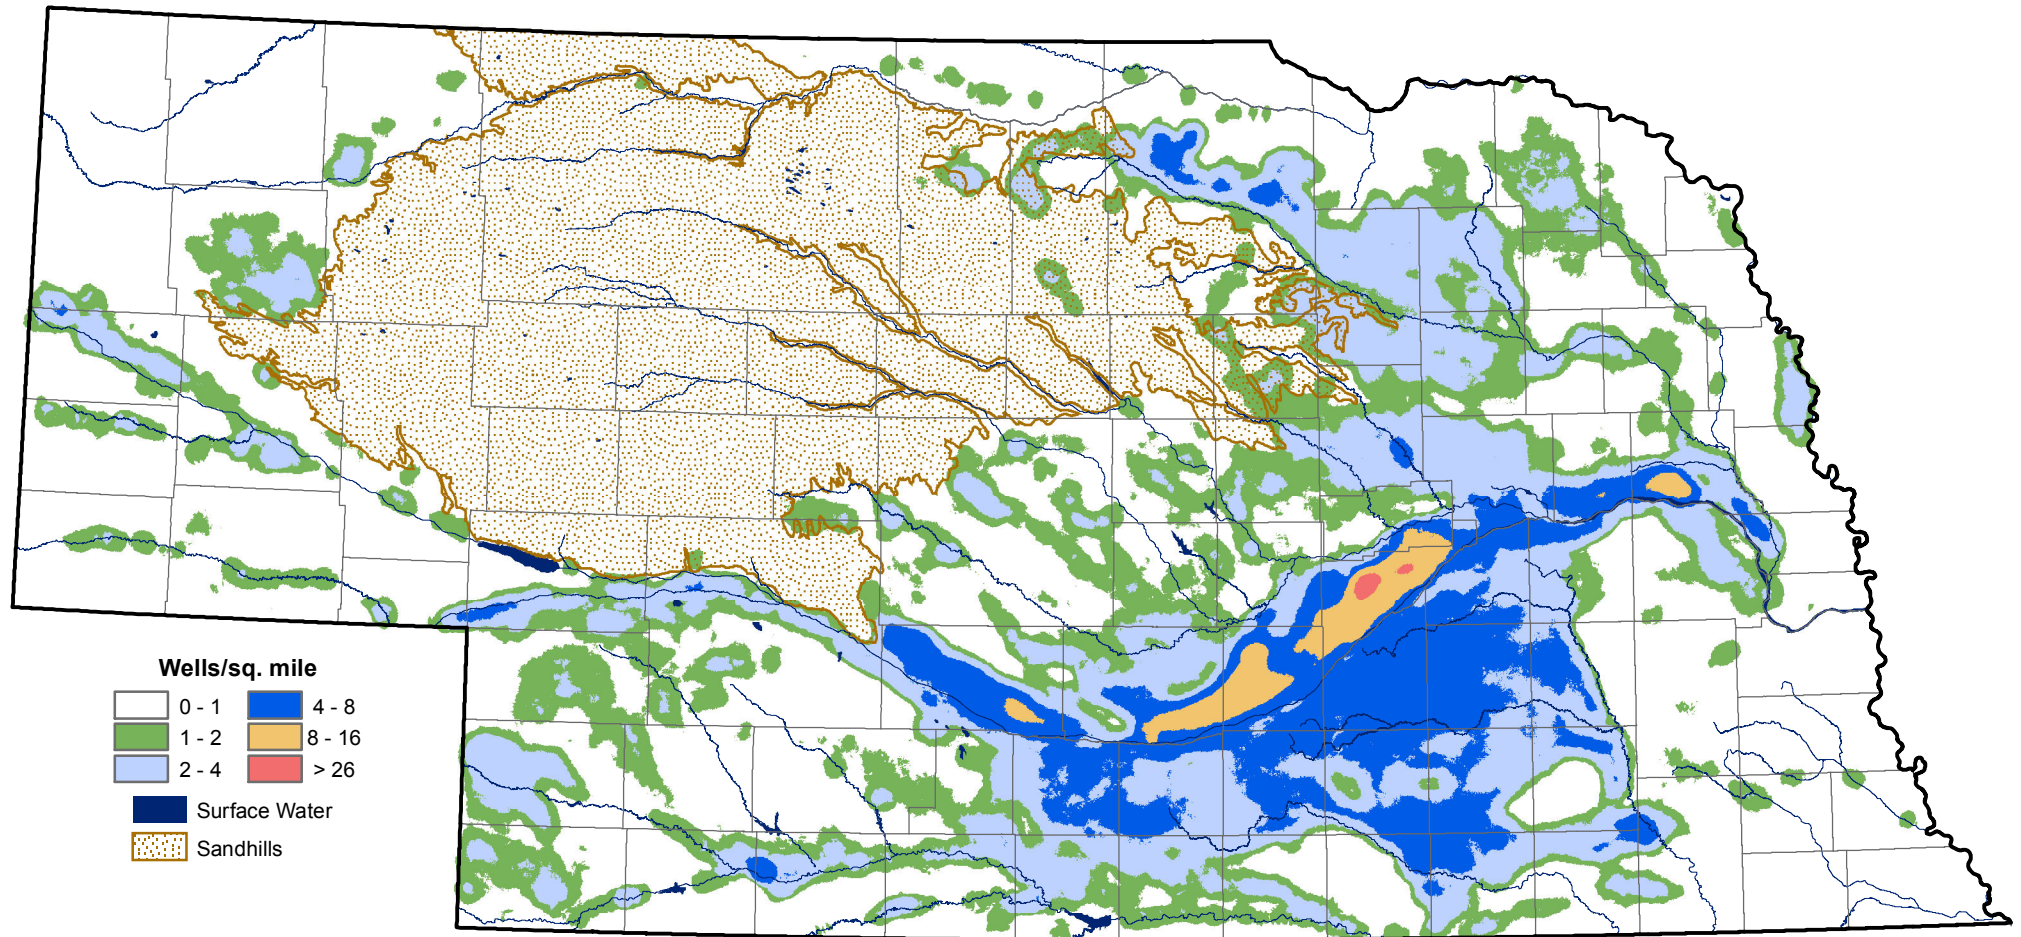 Wells/sq. mile
0 - 1
4 - 8
1 - 2
8 - 16
2 - 4
> 26
Surface Water
Sandhills